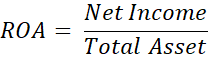 ROA = Net Income / Total Asset